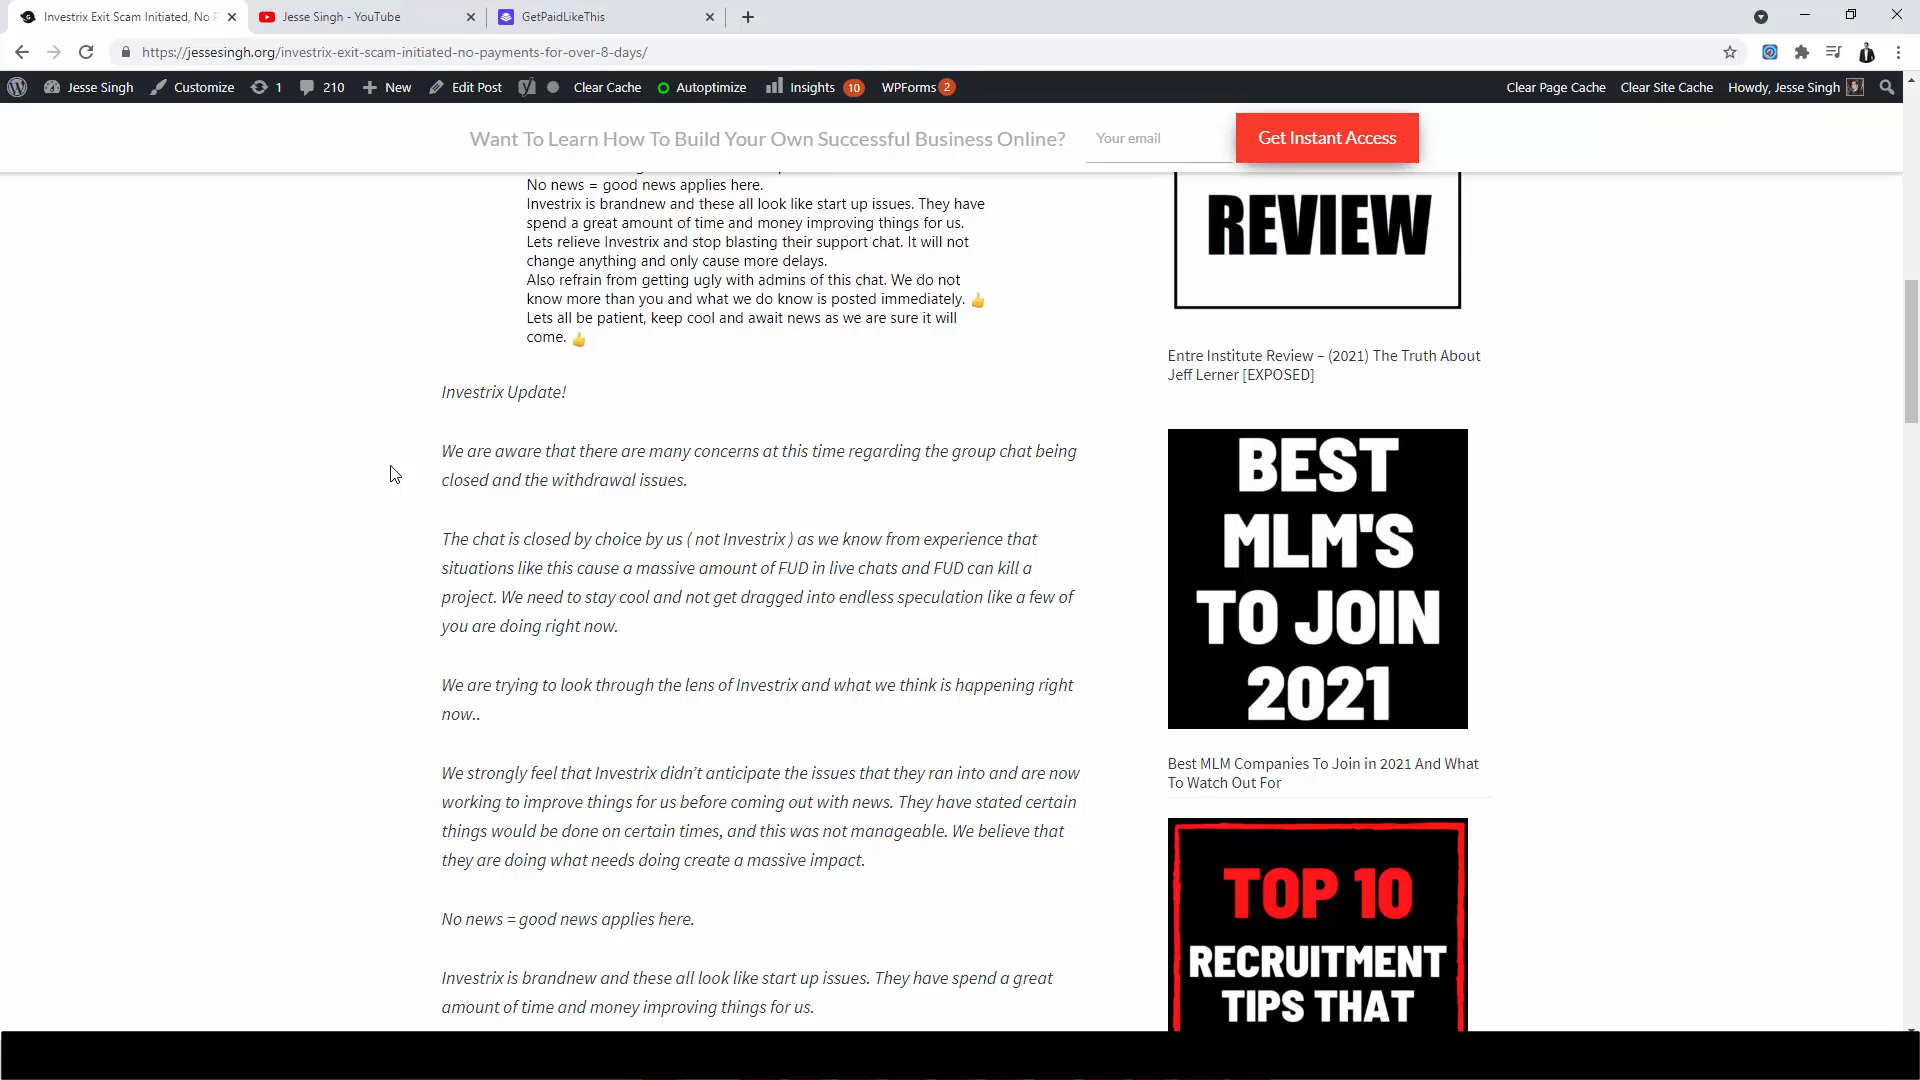 Investrix Exit Scam Initiated, No P
Jesse Singh - YouTube
GetPaidLikeThis
https://jessesingh.org/investrix-exit-scam-initiated-no-payments-for-over-8-days/
Jesse Singh
Customize
1
210
New
Edit Post
Clear Cache
Autoptimize
Insights 10
WPForms 2
Clear Page Cache
Clear Site Cache
Howdy, Jesse Singh
Want To Learn How To Build Your Own Successful Business Online?
Your email
Get Instant Access
No news = good news applies here.
Investrix is brandnew and these all look like start up issues. They have
spend a great amount of time and money improving things for us.
Lets relieve Investrix and stop blasting their support chat. It will not
change anything and only cause more delays.
Also refrain from getting ugly with admins of this chat. We do not
know more than you and what we do know is posted immediately. 👍
Lets all be patient, keep cool and await news as we are sure it will
come. 👍
Investrix Update!
We are aware that there are many concerns at this time regarding the group chat being
closed and the withdrawal issues.
The chat is closed by choice by us ( not Investrix ) as we know from experience that
situations like this cause a massive amount of FUD in live chats and FUD can kill a
project. We need to stay cool and not get dragged into endless speculation like a few of
you are doing right now.
We are trying to look through the lens of Investrix and what we think is happening right
now..
We strongly feel that Investrix didn't anticipate the issues that they ran into and are now
working to improve things for us before coming out with news. They have stated certain
things would be done on certain times, and this was not manageable. We believe that
they are doing what needs doing create a massive impact.
No news = good news applies here.
Investrix is brandnew and these all look like start up issues. They have spend a great
amount of time and money improving things for us.
REVIEW
Entre Institute Review – (2021) The Truth About
Jeff Lerner [EXPOSED]
BEST
MLM'S
TO JOIN
2021
Best MLM Companies To Join in 2021 And What
To Watch Out For
TOP 10
RECRUITMENT
TIPS THAT